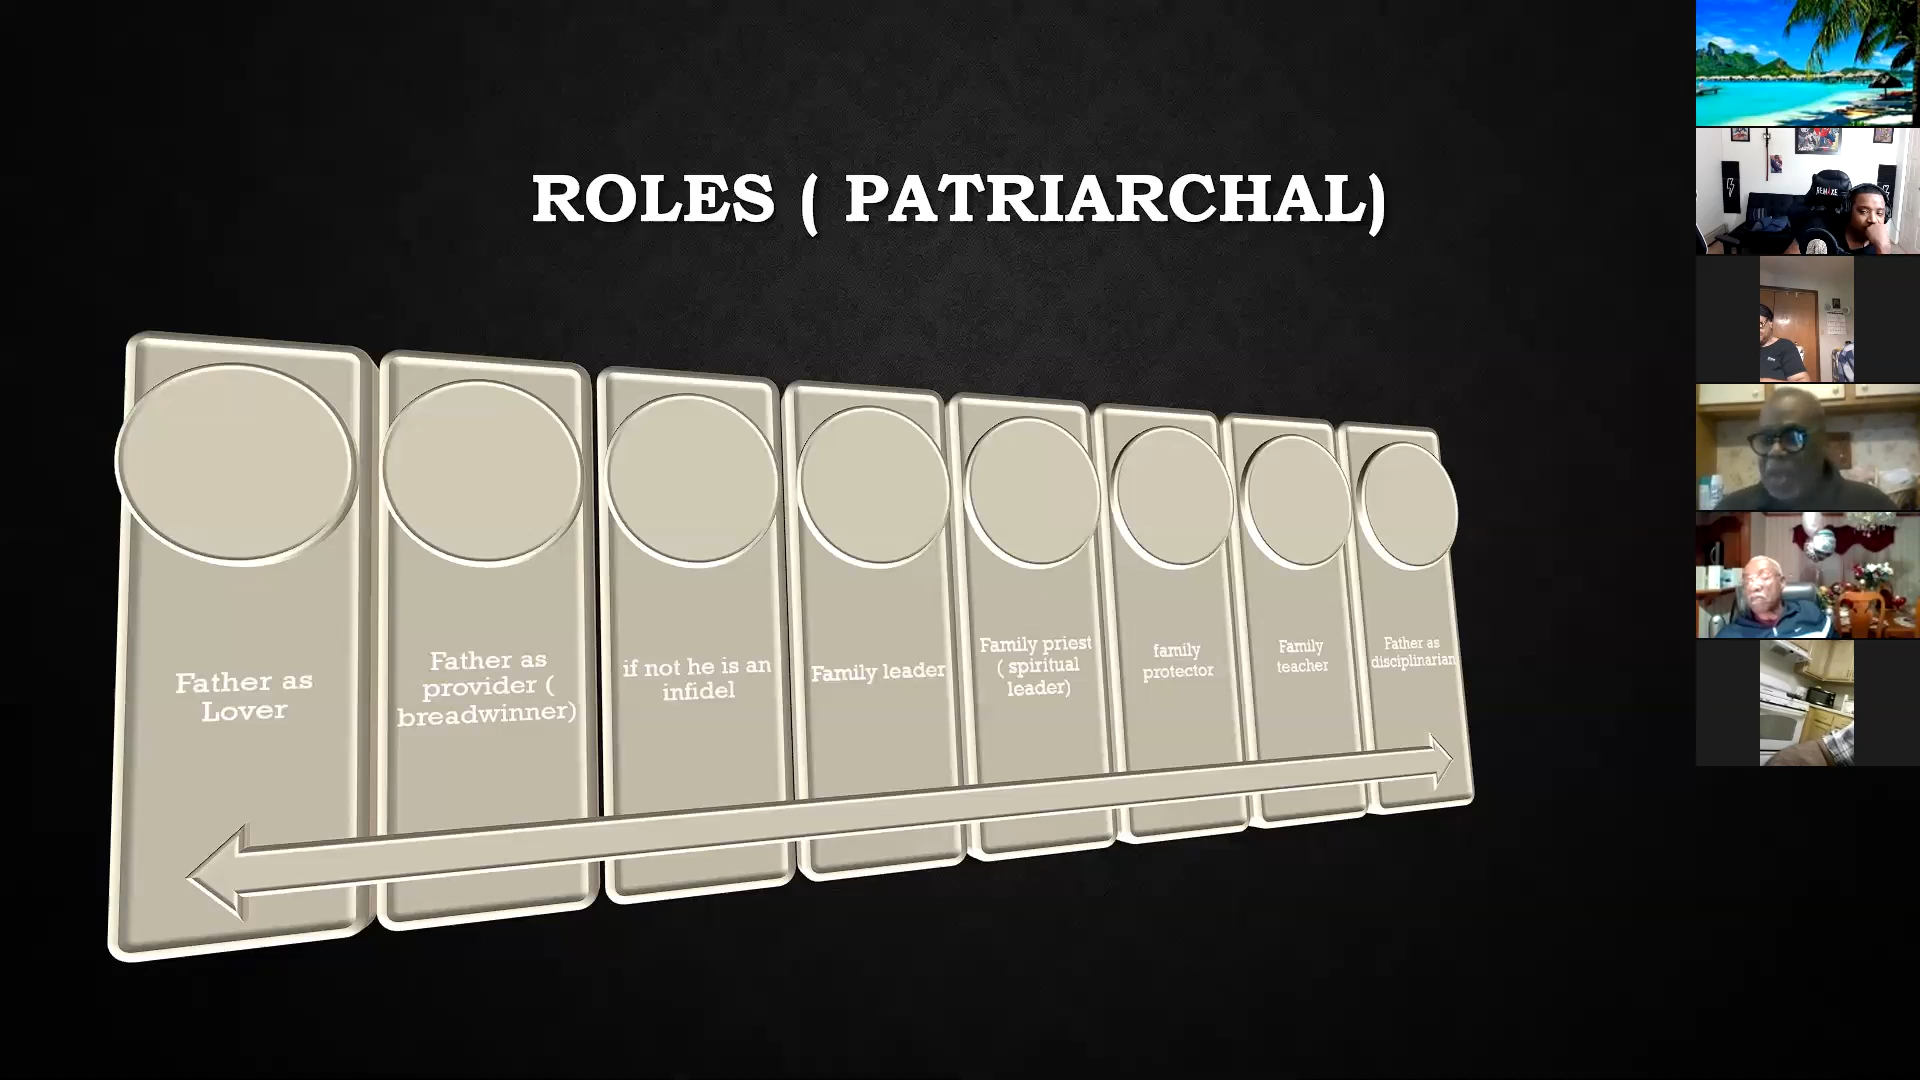 ROLES ( PATRIARCHAL)
Father as
Lover
Father as
provider (
breadwinner)
if not he is an
infidel
Family leader
Family priest
( spiritual
leader)
family
protector
Family
teacher
Father as
disciplinarian